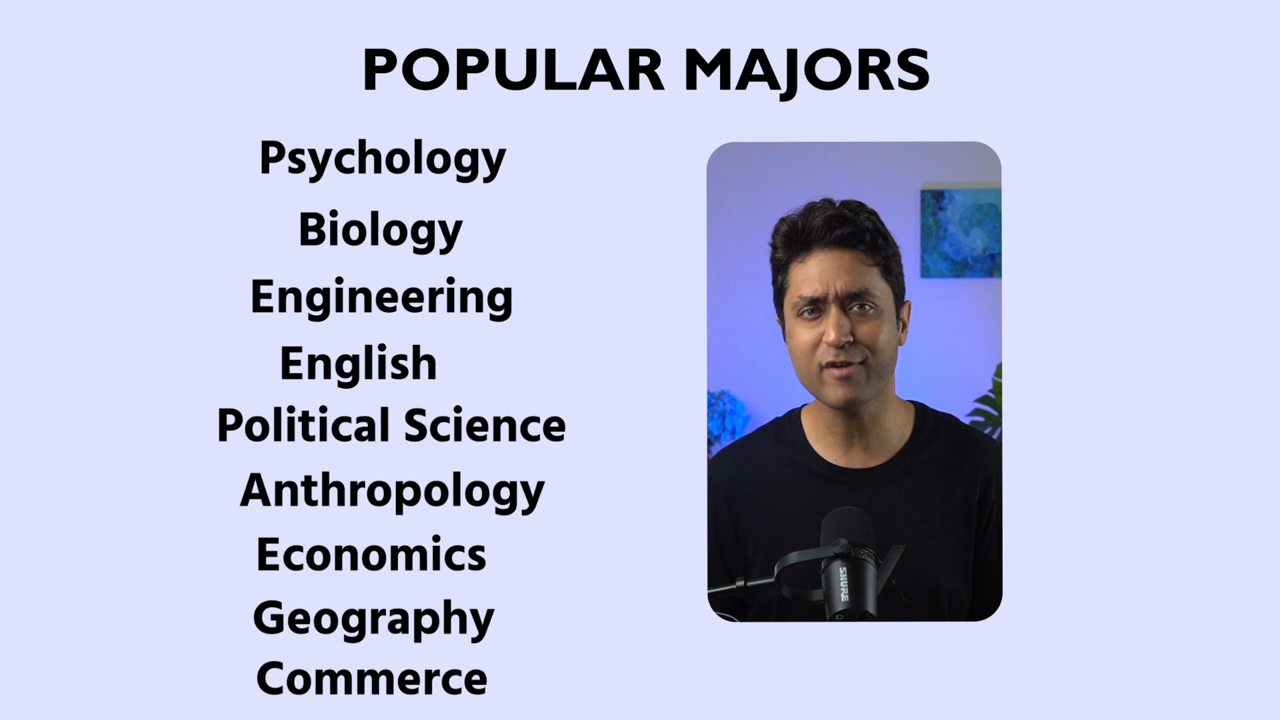 POPULAR MAJORS
Psychology
Biology
Engineering
English
Political Science
Anthropology
Economics
Geography
Commerce
SHURE